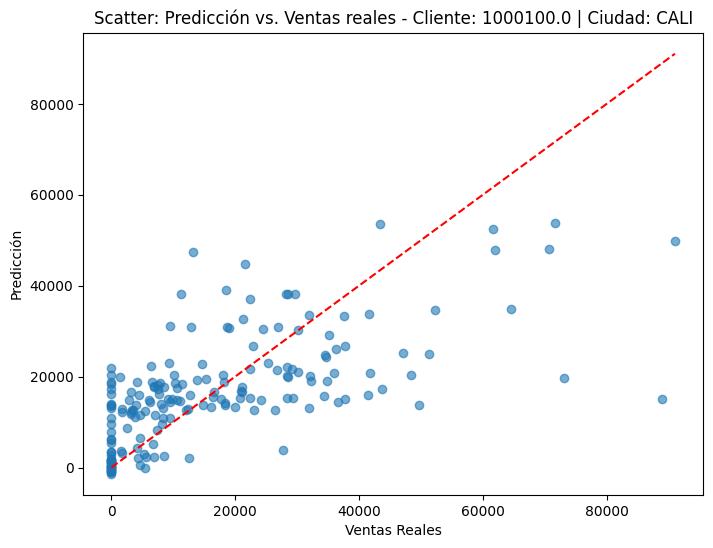 Scatter: Predicción vs. Ventas reales - Cliente: 1000100.0 | Ciudad: CALI
80000
60000
40000
20000
0
Predicción
0 20000 40000 60000 80000
Ventas Reales